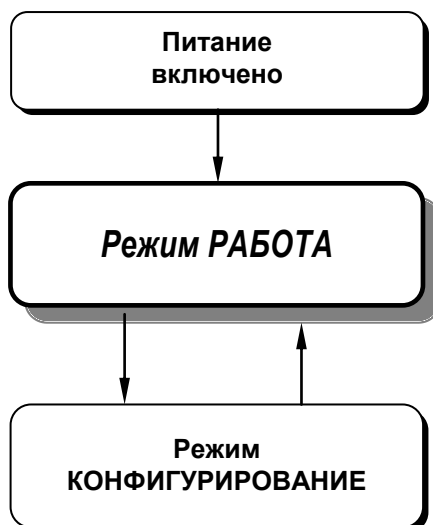 Питание
включено
Режим РАБОТА
Режим
КОНФИГУРИРОВАНИЕ